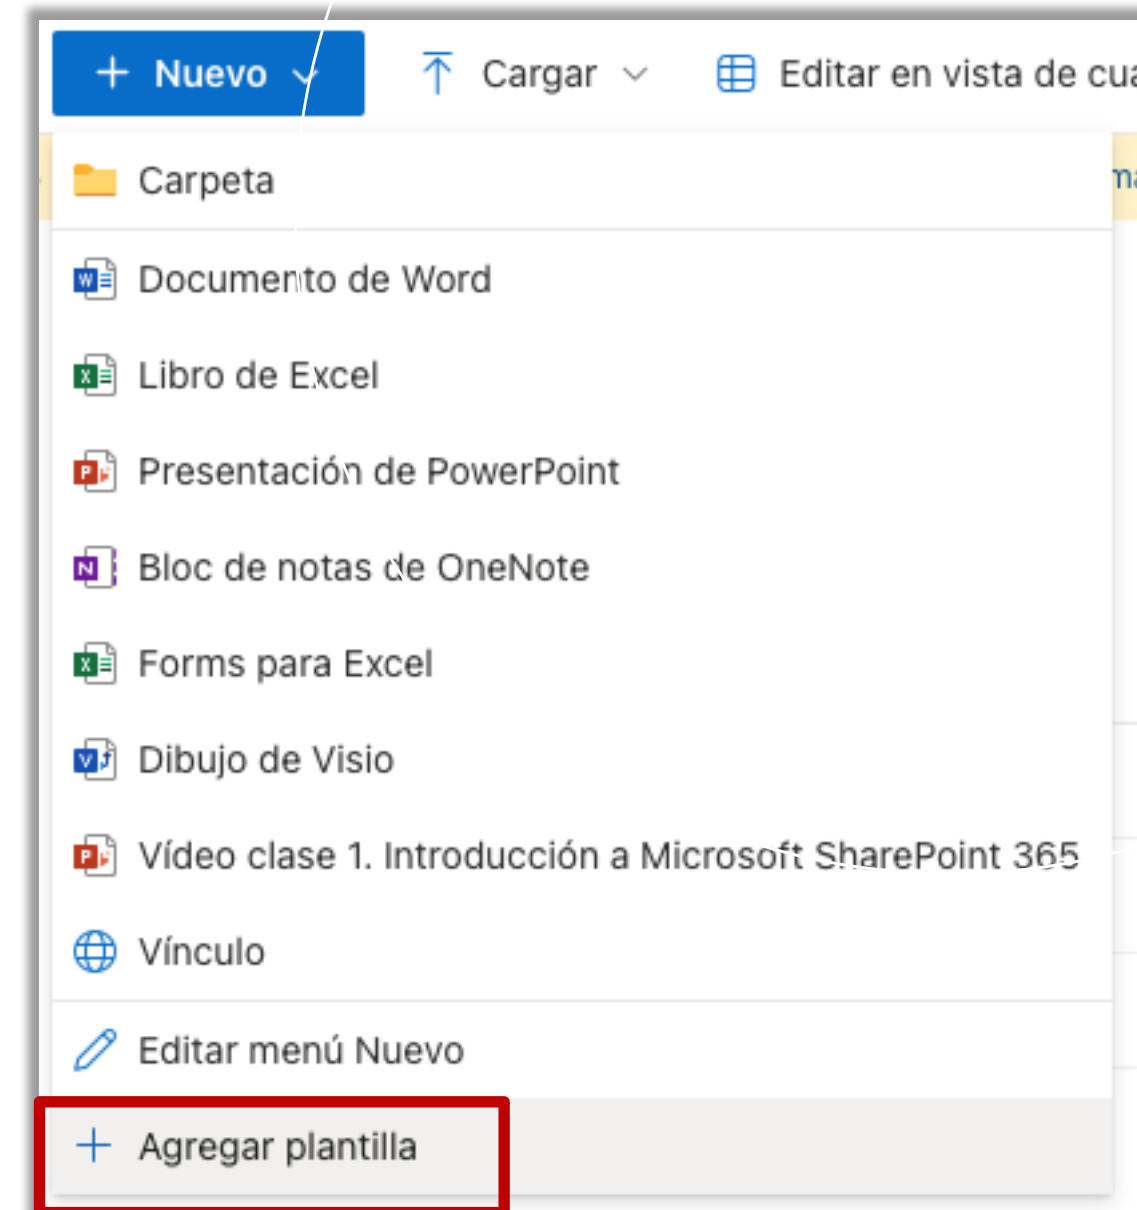 Nuevo Cargar Editar en vista de
Carpeta
Documento de Word
Libro de Excel
Presentación de PowerPoint
Bloc de notas de OneNote
Forms para Excel
Dibujo de Visio
Vídeo clase 1. Introducción a Microsoft SharePoint 365
Vínculo
Editar menú Nuevo
Agregar plantilla